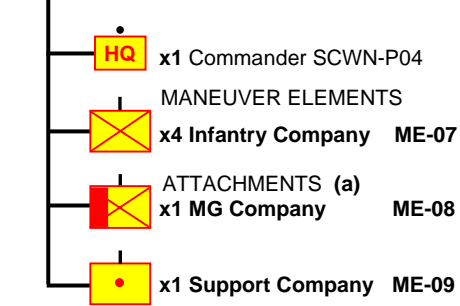 HQ x1 Commander SCWN-P04
MANEUVER ELEMENTS
x4 Infantry Company ME-07
ATTACHMENTS (a)
x1 MG Company ME-08
x1 Support Company ME-09